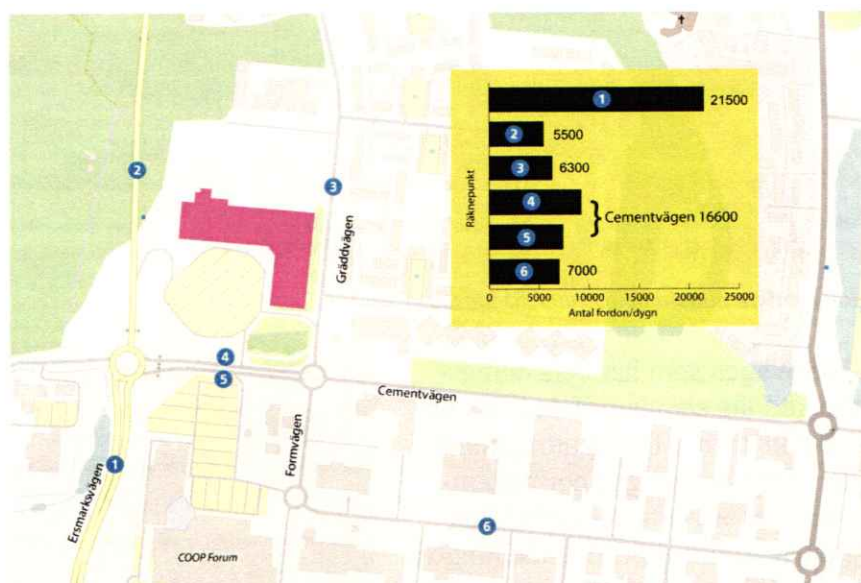 1
21500
2
5500
3
6300
4
Cementvägen 16600
5
6
7000
Räknepunkt
0 5000 10000 15000 20000 25000
Antal fordon/dygn
2
3
Gräddvägen
4
5
Cementvägen
Formvägen
1
Ersmarksvägen
6
COOP Forum